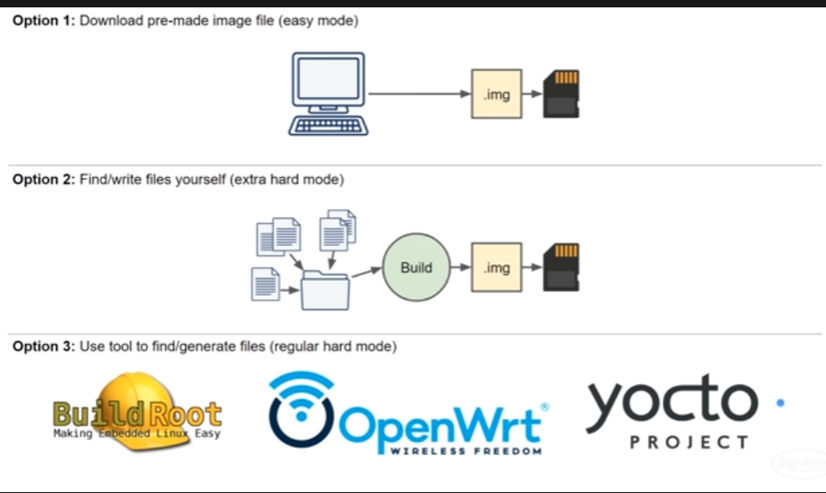 Option 1: Download pre-made image file (easy mode)
.img
Option 2: Find/write files yourself (extra hard mode)
Build
.img
Option 3: Use tool to find/generate files (regular hard mode)
BuildRoot
Making Embedded Linux Easy
OpenWrt®
WIRELESS FREEDOM
yocto
PROJECT